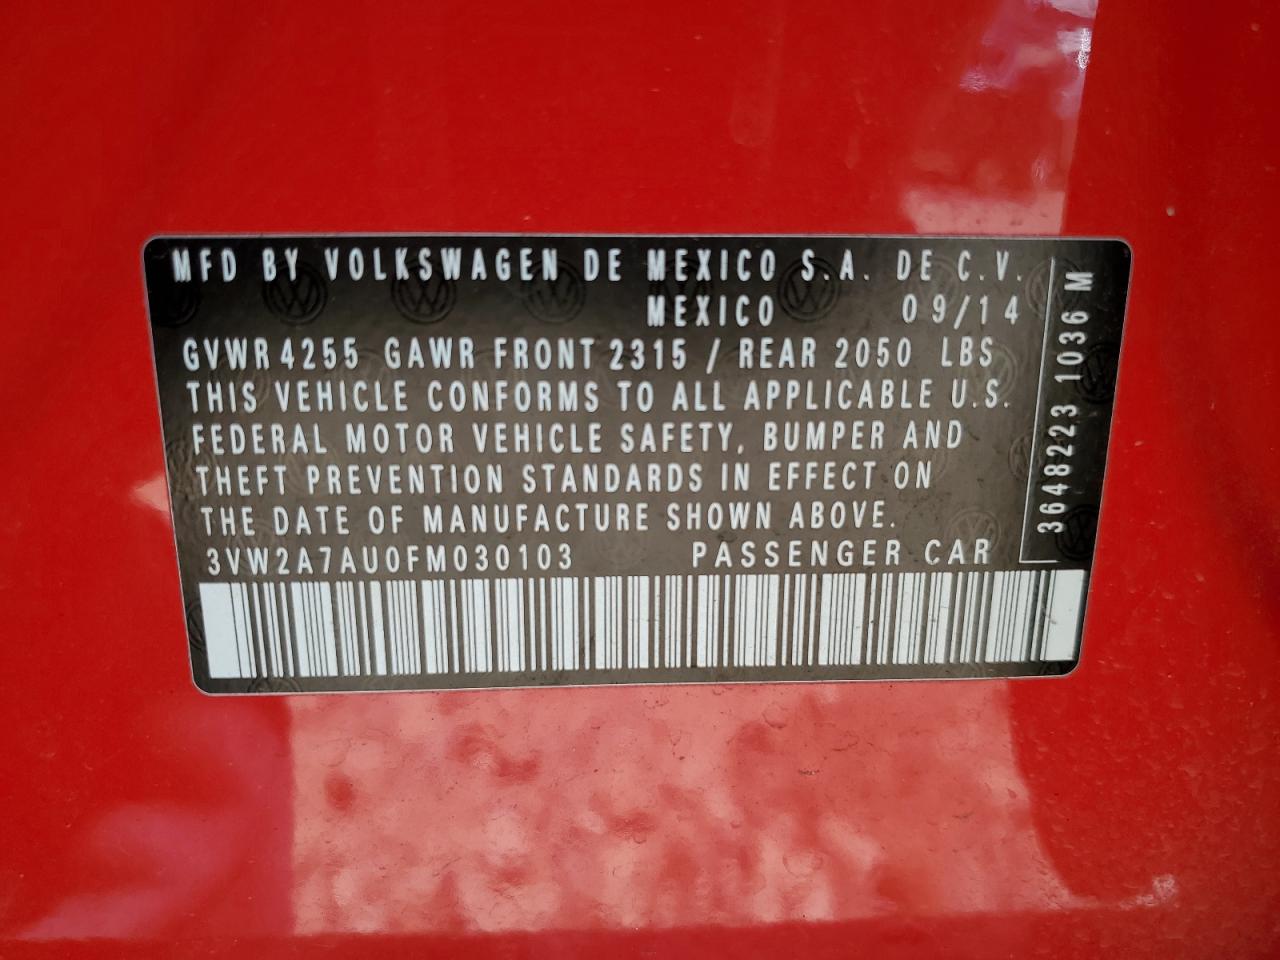 MFD BY VOLKSWAGEN DE MEXICO S.A. DE C.V.
MEXICO 09/14
GVWR 4255 GAWR FRONT 2315 / REAR 2050 LBS
THIS VEHICLE CONFORMS TO ALL APPLICABLE U.S.
FEDERAL MOTOR VEHICLE SAFETY, BUMPER AND
THEFT PREVENTION STANDARDS IN EFFECT ON
THE DATE OF MANUFACTURE SHOWN ABOVE.
3VW2A7AU0FM030103 PASSENGER CAR
3648223 1036 M